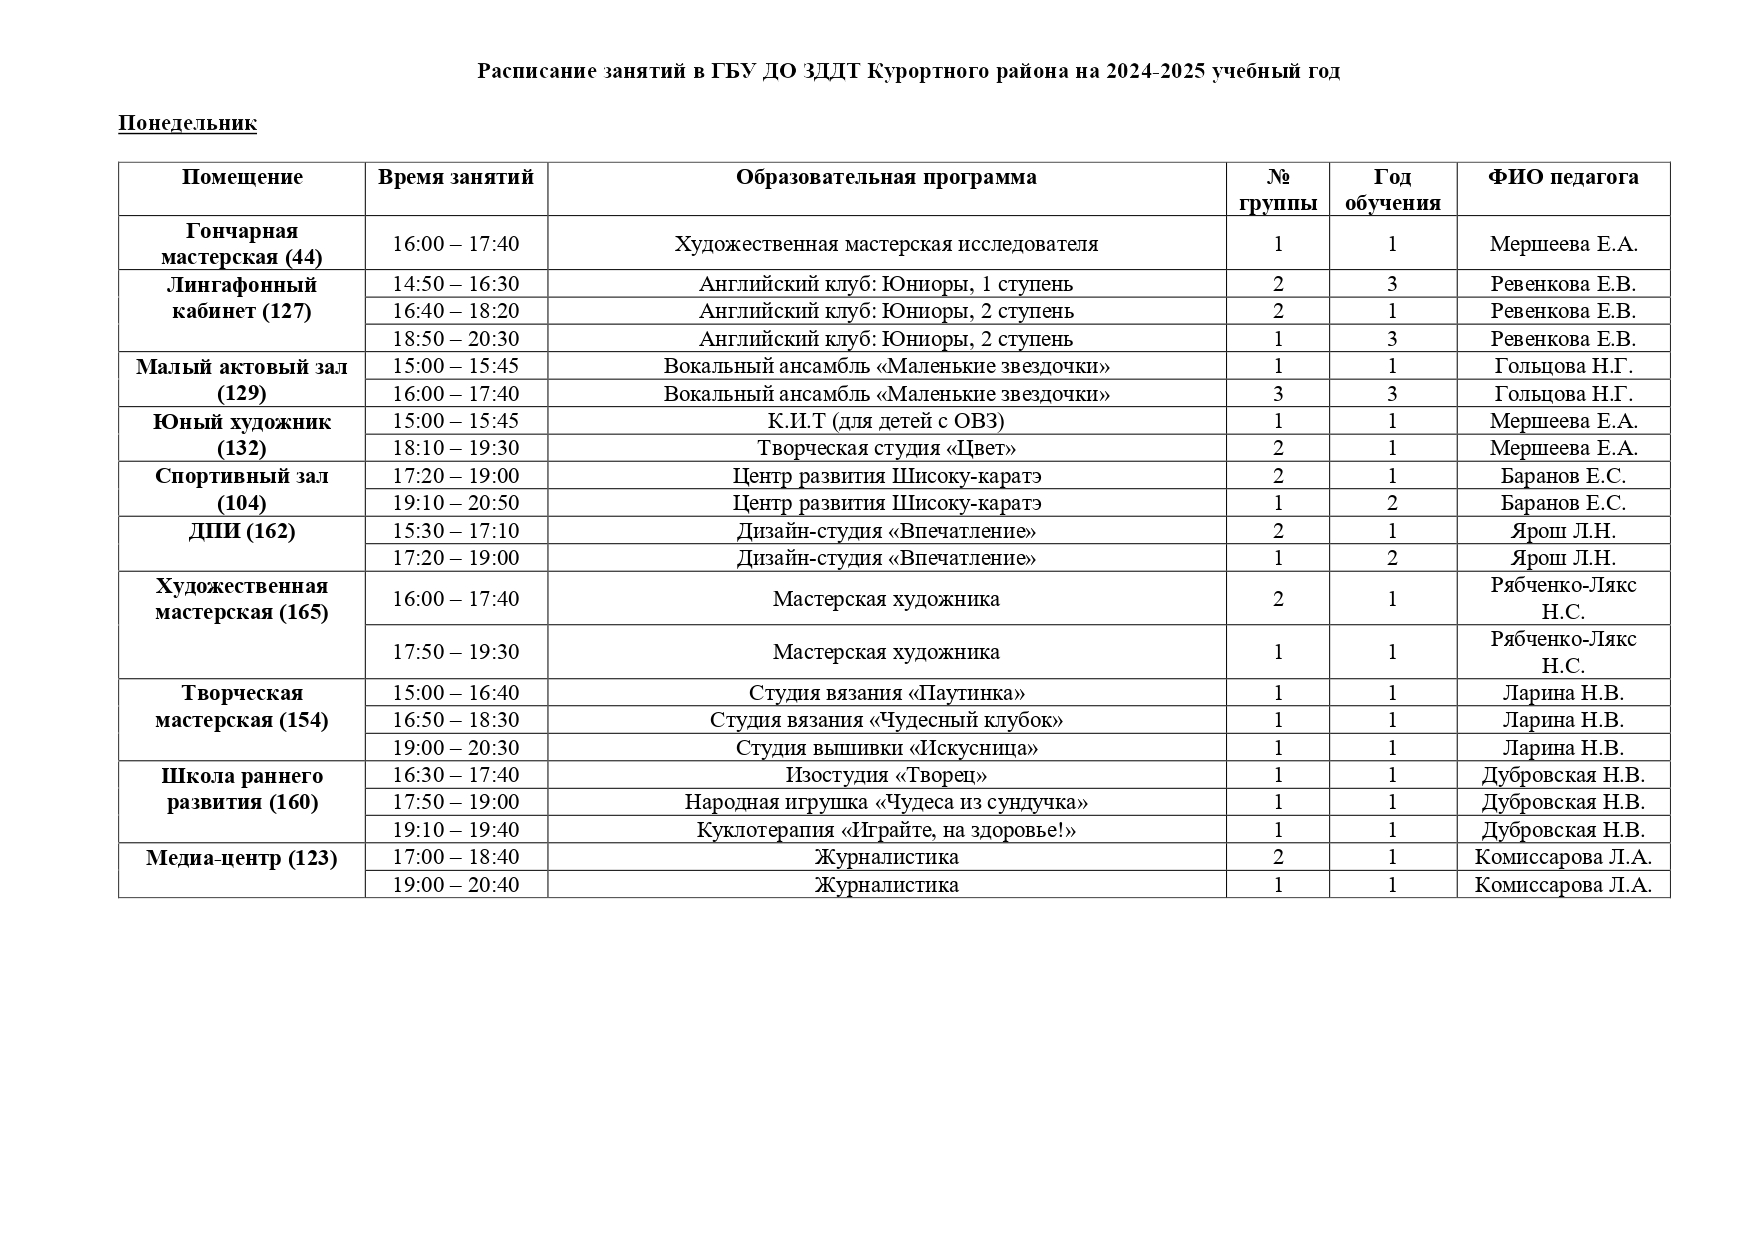 Расписание занятий в ГБУ ДО ЗДДТ Курортного района на 2024-2025 учебный год
Понедельник
Помещение Время занятий Образовательная программа № группы Год обучения ФИО педагога
Гончарная мастерская (44) 16:00 – 17:40 Художественная мастерская исследователя 1 1 Мершеева Е.А.
Лингафонный кабинет (127) 14:50 – 16:30 Английский клуб: Юниоры, 1 ступень 2 3 Ревенкова Е.В.
16:40 – 18:20 Английский клуб: Юниоры, 2 ступень 2 1 Ревенкова Е.В.
18:50 – 20:30 Английский клуб: Юниоры, 2 ступень 1 3 Ревенкова Е.В.
Малый актовый зал (129) 15:00 – 15:45 Вокальный ансамбль «Маленькие звездочки» 1 1 Гольцова Н.Г.
16:00 – 17:40 Вокальный ансамбль «Маленькие звездочки» 3 3 Гольцова Н.Г.
Юный художник (132) 15:00 – 15:45 К.И.Т (для детей с ОВЗ) 1 1 Мершеева Е.А.
18:10 – 19:30 Творческая студия «Цвет» 2 1 Мершеева Е.А.
Спортивный зал (104) 17:20 – 19:00 Центр развития Шисоку-каратэ 2 1 Баранов Е.С.
19:10 – 20:50 Центр развития Шисоку-каратэ 1 2 Баранов Е.С.
ДПИ (162) 15:30 – 17:10 Дизайн-студия «Впечатление» 2 1 Ярош Л.Н.
17:20 – 19:00 Дизайн-студия «Впечатление» 1 2 Ярош Л.Н.
Художественная мастерская (165) 16:00 – 17:40 Мастерская художника 2 1 Рябченко-Лякс Н.С.
17:50 – 19:30 Мастерская художника 1 1 Рябченко-Лякс Н.С.
Творческая мастерская (154) 15:00 – 16:40 Студия вязания «Паутинка» 1 1 Ларина Н.В.
16:50 – 18:30 Студия вязания «Чудесный клубок» 1 1 Ларина Н.В.
19:00 – 20:30 Студия вышивки «Искусница» 1 1 Ларина Н.В.
Школа раннего развития (160) 16:30 – 17:40 Изостудия «Творец» 1 1 Дубровская Н.В.
17:50 – 19:00 Народная игрушка «Чудеса из сундучка» 1 1 Дубровская Н.В.
19:10 – 19:40 Куклотерапия «Играйте, на здоровье!» 1 1 Дубровская Н.В.
Медиа-центр (123) 17:00 – 18:40 Журналистика 2 1 Комиссарова Л.А.
19:00 – 20:40 Журналистика 1 1 Комиссарова Л.А.